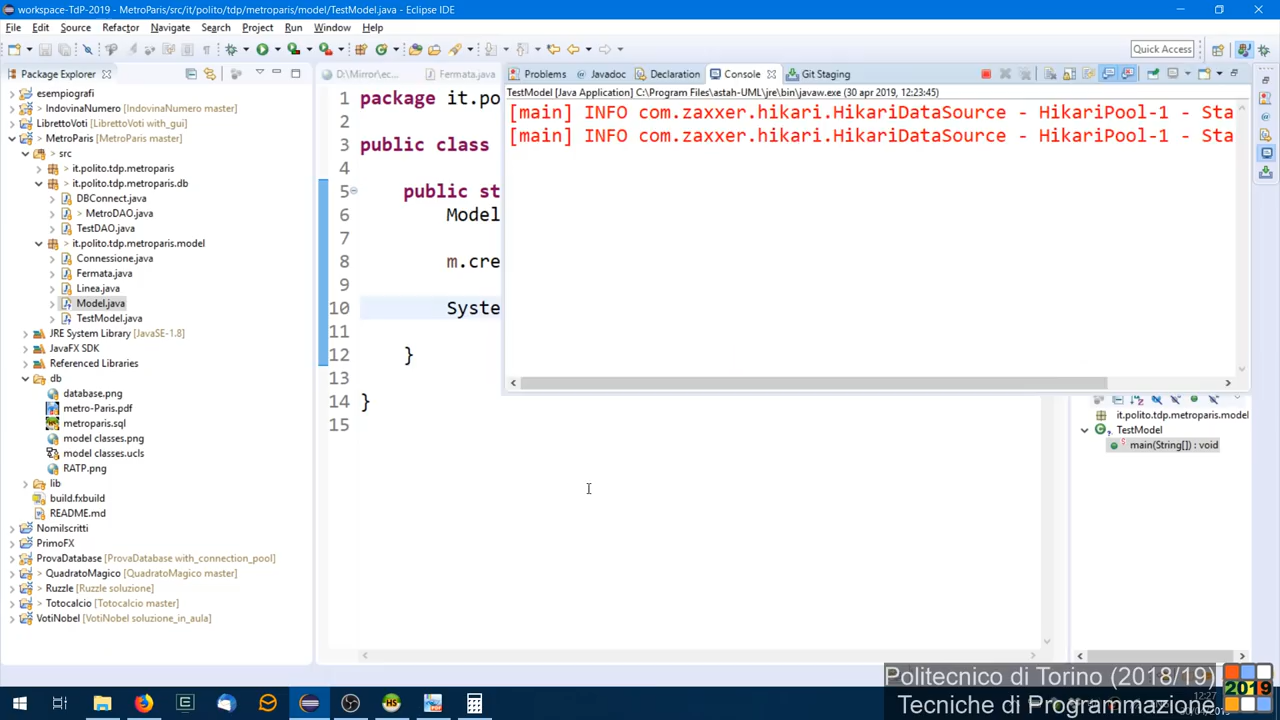 workspace-TdP-2019 - MetroParis/src/it/polito/tdp/metroparis/model/TestModel.java - Eclipse IDE
File Edit Source Refactor Navigate Search Project Run Window Help
Quick Access
Package Explorer
D:\Mirror\ec... Fermata.java
Problems Javadoc Declaration Console Git Staging
TestModel [Java Application] C:\Program Files\astah-UML\jre\bin\javaw.exe (30 apr 2019, 12:23:45)
[main] INFO com.zaxxer.hikari.HikariDataSource - HikariPool-1 - Sta
[main] INFO com.zaxxer.hikari.HikariDataSource - HikariPool-1 - Sta
esempiografi
> IndovinaNumero [IndovinaNumero master]
LibrettoVoti [LibrettoVoti with_gui]
> MetroParis [MetroParis master]
> src
> it.polito.tdp.metroparis
> it.polito.tdp.metroparis.db
DBConnect.java
> MetroDAO.java
TestDAO.java
> it.polito.tdp.metroparis.model
Connessione.java
Fermata.java
Linea.java
Model.java
TestModel.java
JRE System Library [JavaSE-1.8]
JavaFX SDK
Referenced Libraries
db
database.png
metro-Paris.pdf
metroparis.sql
model classes.png
model classes.ucls
RATP.png
lib
build.fxbuild
README.md
NomiIscritti
PrimoFX
ProvaDatabase [ProvaDatabase with_connection_pool]
> QuadratoMagico [QuadratoMagico master]
> Ruzzle [Ruzzle soluzione]
> Totocalcio [Totocalcio master]
VotiNobel [VotiNobel soluzione_in_aula]
1 package it.po
2
3 public class
4
5 public st
6 Model
7
8 m.cre
9
10 Syste
11
12 }
13
14 }
15
it.polito.tdp.metroparis.model
TestModel
main(String[]) : void
Politecnico di Torino (2018/19)
Tecniche di Programmazione
2019
12:27